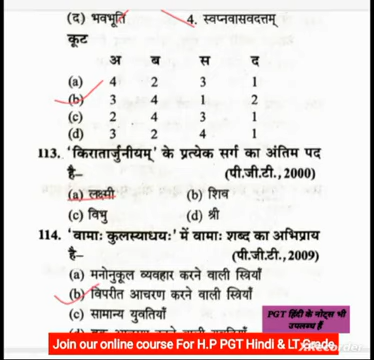 (द) भवभूति 4. स्वप्नवासवदत्तम्
कूट
अ ब स द
(a) 4 2 3 1
(b) 3 4 1 2
(c) 2 4 3 1
(d) 3 2 4 1
113. 'किरातार्जुनीयम्' के प्रत्येक सर्ग का अंतिम पद
है– (पी.जी.टी., 2000)
(a) लक्ष्मी (b) शिव
(c) विभु (d) श्री
114. 'वामाः कुलस्याधयः' में वामाः शब्द का अभिप्राय
है– (पी.जी.टी., 2009)
(a) मनोनुकूल व्यवहार करने वाली स्त्रियाँ
(b) विपरीत आचरण करने वाली स्त्रियाँ
(c) सामान्य युवतियाँ
PGT हिंदी के नोट्स भी
उपलब्ध हैं
Join our online course For H.P PGT Hindi & LT Grade